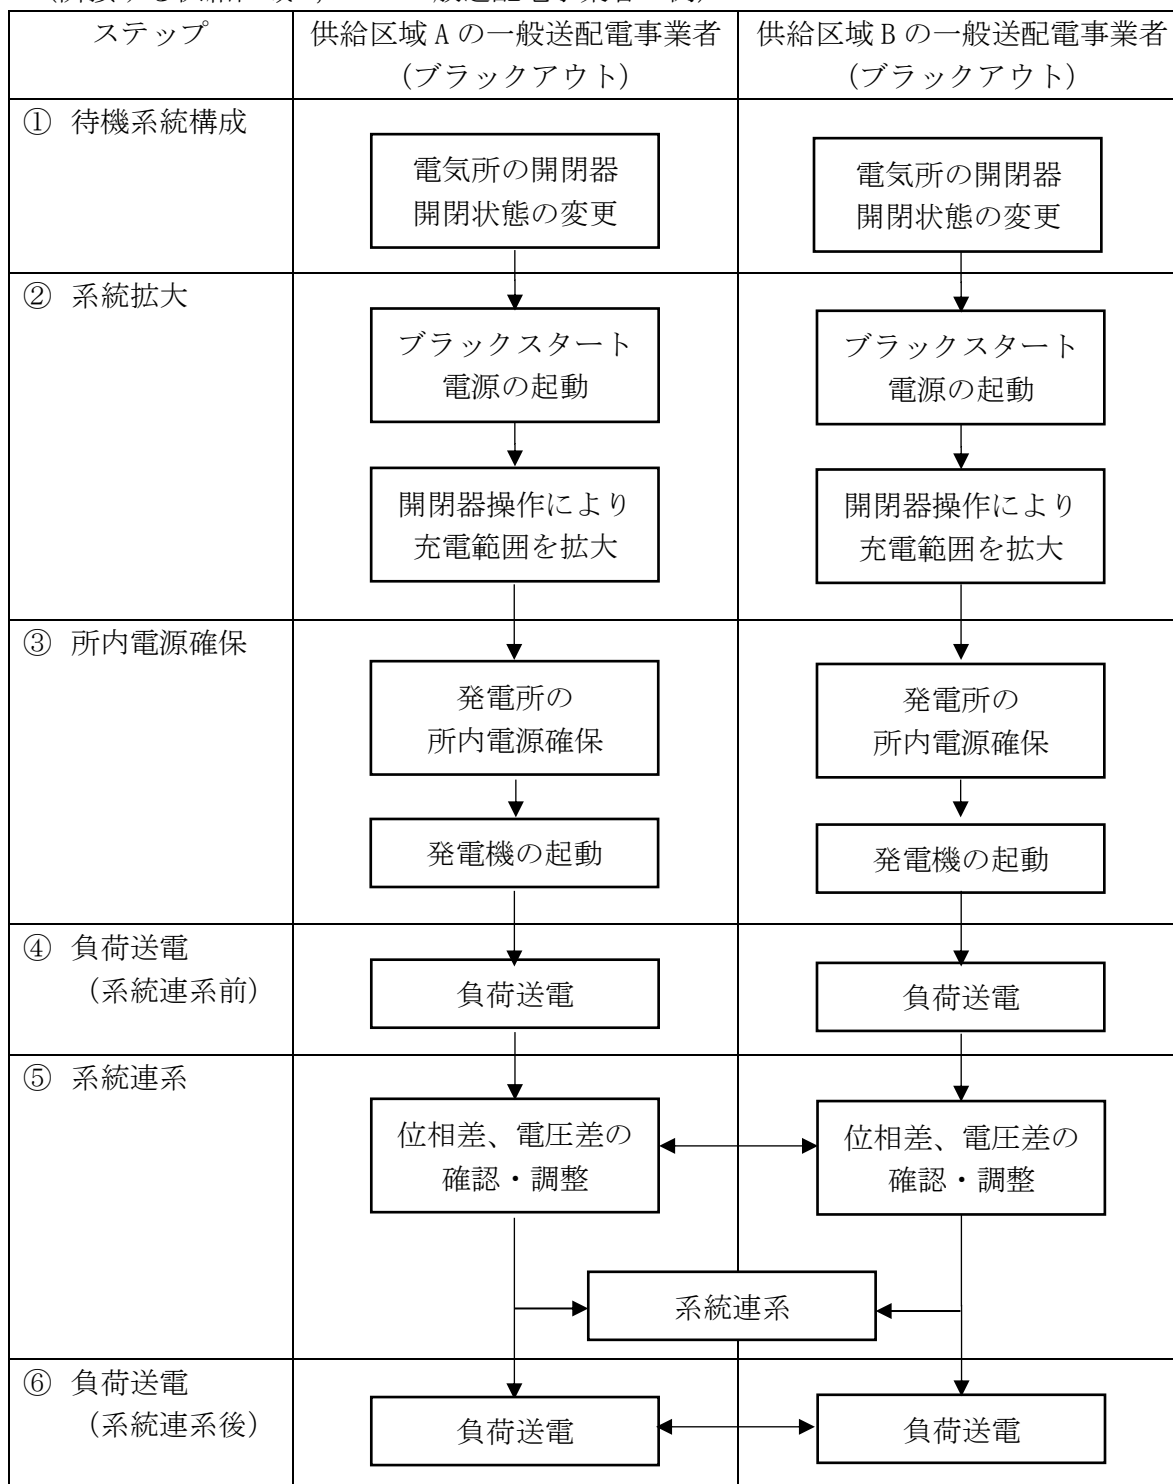 ステップ
供給区域 A の一般送配電事業者
（ブラックアウト）
供給区域 B の一般送配電事業者
（ブラックアウト）
① 待機系統構成
電気所の開閉器
開閉状態の変更
電気所の開閉器
開閉状態の変更
② 系統拡大
ブラックスタート
電源の起動
ブラックスタート
電源の起動
開閉器操作により
充電範囲を拡大
開閉器操作により
充電範囲を拡大
③ 所内電源確保
発電所の
所内電源確保
発電所の
所内電源確保
発電機の起動
発電機の起動
④ 負荷送電
（系統連系前）
負荷送電
負荷送電
⑤ 系統連系
位相差、電圧差の
確認・調整
位相差、電圧差の
確認・調整
系統連系
⑥ 負荷送電
（系統連系後）
負荷送電
負荷送電